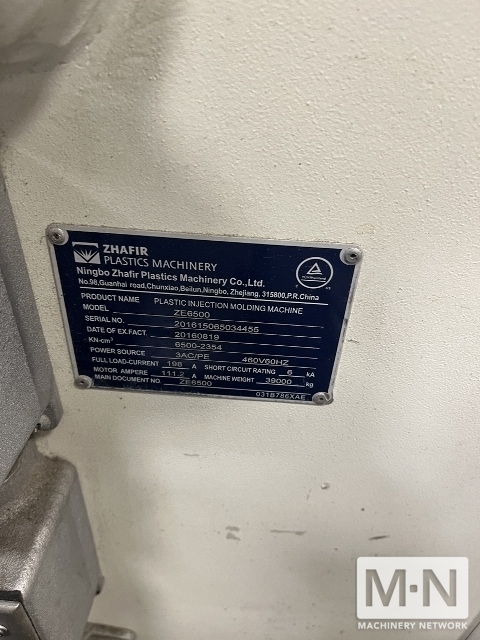 ZHAFIR
PLASTICS MACHINERY
Ningbo Zhafir Plastics Machinery Co.,Ltd.
No.98,Guanhai road,Chunxiao,Beilun,Ningbo, Zhejiang, 315800,P.R.China
PRODUCT NAME PLASTIC INJECTION MOLDING MACHINE
MODEL ZE6500
SERIAL NO. 201615065034455
DATE OF EX.FACT. 20160819
KN-cm³ 6500-2354
POWER SOURCE 3AC/PE 460V60HZ
FULL LOAD-CURRENT 198 A SHORT CIRCUIT RATING 6 kA
MOTOR AMPERE 111.2 A MACHINE WEIGHT 39000 kg
MAIN DOCUMENT NO. ZE6500
031B786XAE
M·N
MACHINERY NETWORK